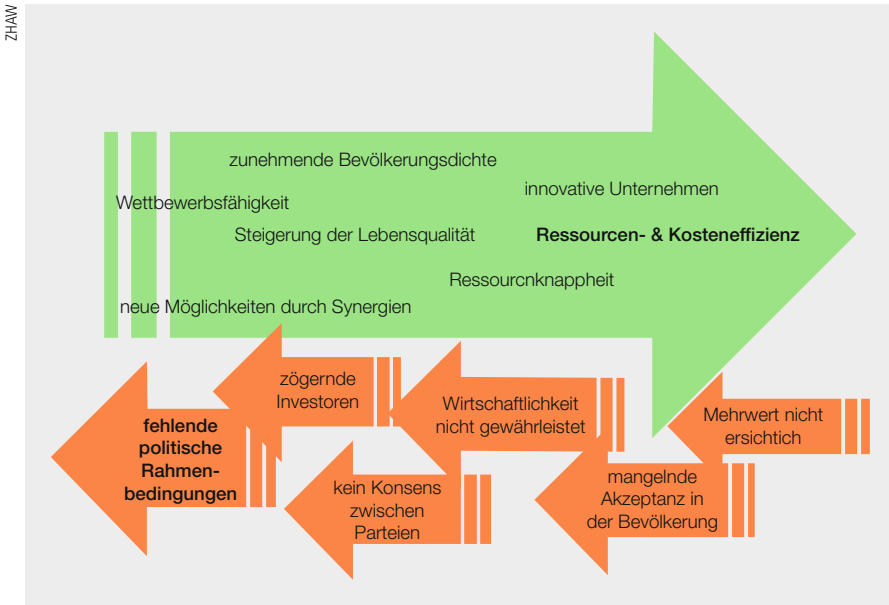 ZHAW
zunehmende Bevölkerungsdichte
innovative Unternehmen
Wettbewerbsfähigkeit
Steigerung der Lebensqualität
Ressourcen- & Kosteneffizienz
Ressourcnknappheit
neue Möglichkeiten durch Synergien
zögernde
Investoren
Wirtschaftlichkeit
nicht gewährleistet
Mehrwert nicht
ersichtich
fehlende
politische
Rahmen-
bedingungen
kein Konsens
zwischen
Parteien
mangelnde
Akzeptanz in
der Bevölkerung